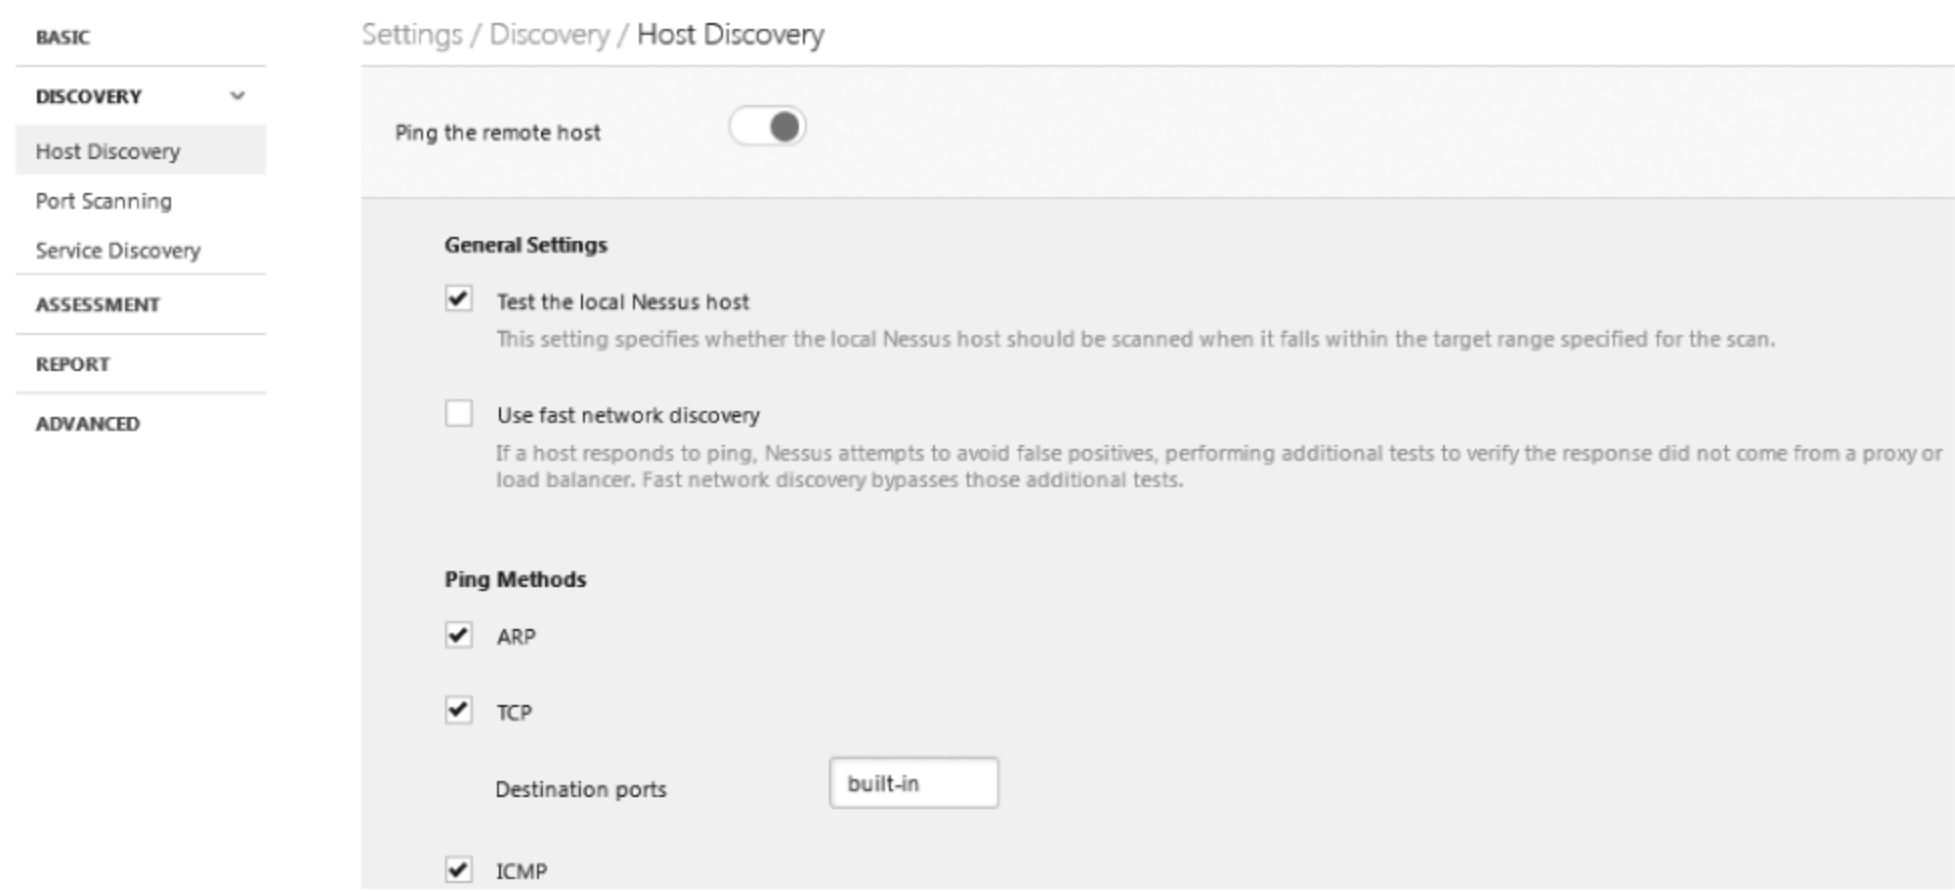 BASIC
DISCOVERY
Host Discovery
Port Scanning
Service Discovery
ASSESSMENT
REPORT
ADVANCED
Settings / Discovery / Host Discovery
Ping the remote host
General Settings
Test the local Nessus host
This setting specifies whether the local Nessus host should be scanned when it falls within the target range specified for the scan.
Use fast network discovery
If a host responds to ping, Nessus attempts to avoid false positives, performing additional tests to verify the response did not come from a proxy or
load balancer. Fast network discovery bypasses those additional tests.
Ping Methods
ARP
TCP
Destination ports built-in
ICMP